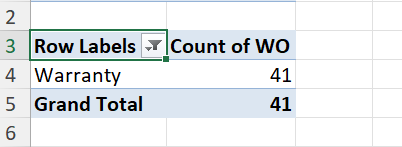 2
3 Row Labels Count of WO
4 Warranty 41
5 Grand Total 41
6